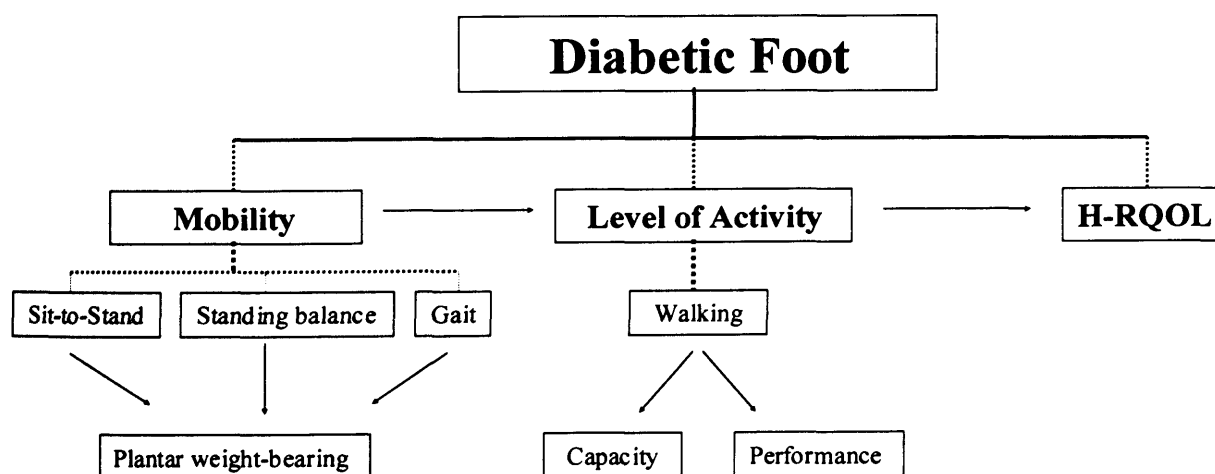 Diabetic Foot
Mobility
Level of Activity
H-RQOL
Sit-to-Stand
Standing balance
Gait
Walking
Plantar weight-bearing
Capacity
Performance